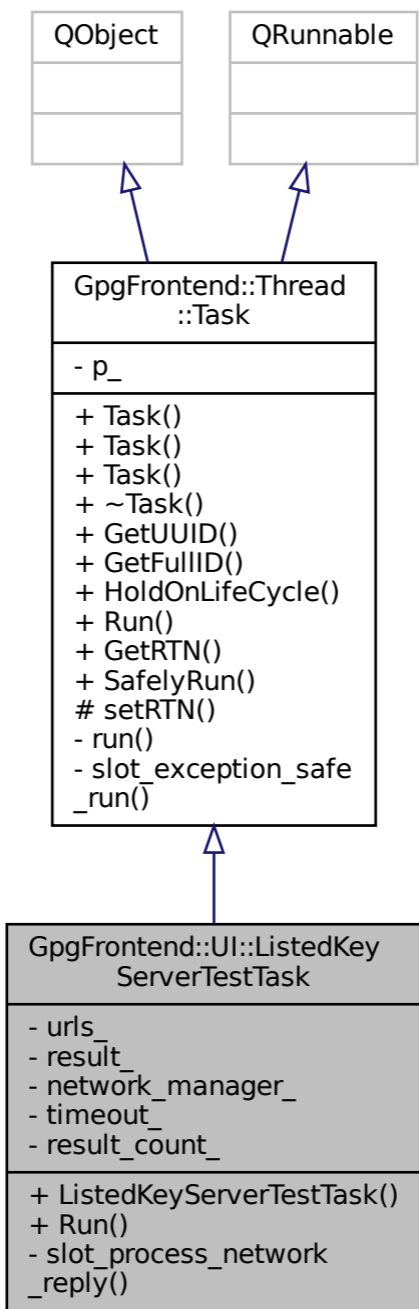 QObject
QRunnable
GpgFrontend::Thread
::Task
- p_
+ Task()
+ Task()
+ Task()
+ ~Task()
+ GetUUID()
+ GetFullID()
+ HoldOnLifeCycle()
+ Run()
+ GetRTN()
+ SafelyRun()
# setRTN()
- run()
- slot_exception_safe
_run()
GpgFrontend::UI::ListedKey
ServerTestTask
- urls_
- result_
- network_manager_
- timeout_
- result_count_
+ ListedKeyServerTestTask()
+ Run()
- slot_process_network
_reply()